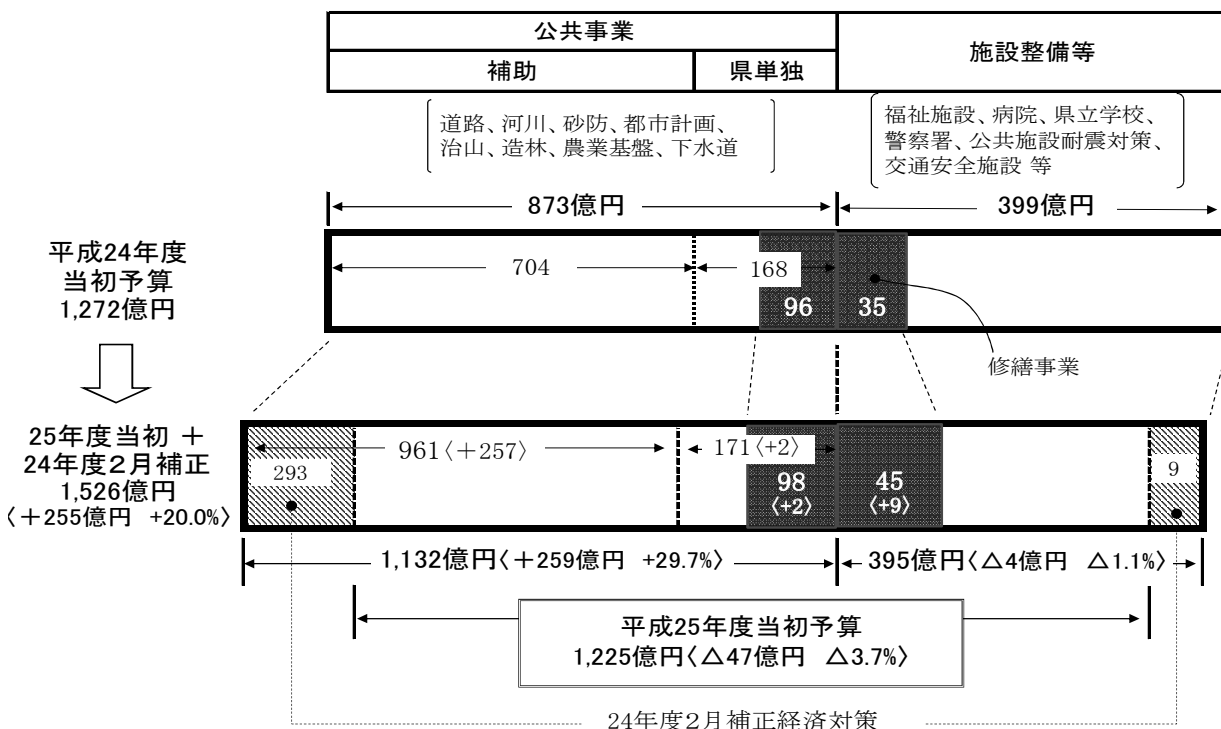 公共事業
施設整備等
補助
県単独
道路、河川、砂防、都市計画、
治山、造林、農業基盤、下水道
福祉施設、病院、県立学校、
警察署、公共施設耐震対策、
交通安全施設 等
873億円
399億円
平成24年度
当初予算
1,272億円
704
168
96
35
修繕事業
25年度当初 +
24年度2月補正
1,526億円
〈+255億円 +20.0%〉
961〈+257〉
171〈+2〉
293
98
〈+2〉
45
〈+9〉
9
1,132億円〈+259億円 +29.7%〉
395億円〈△4億円 △1.1%〉
平成25年度当初予算
1,225億円〈△47億円 △3.7%〉
24年度2月補正経済対策